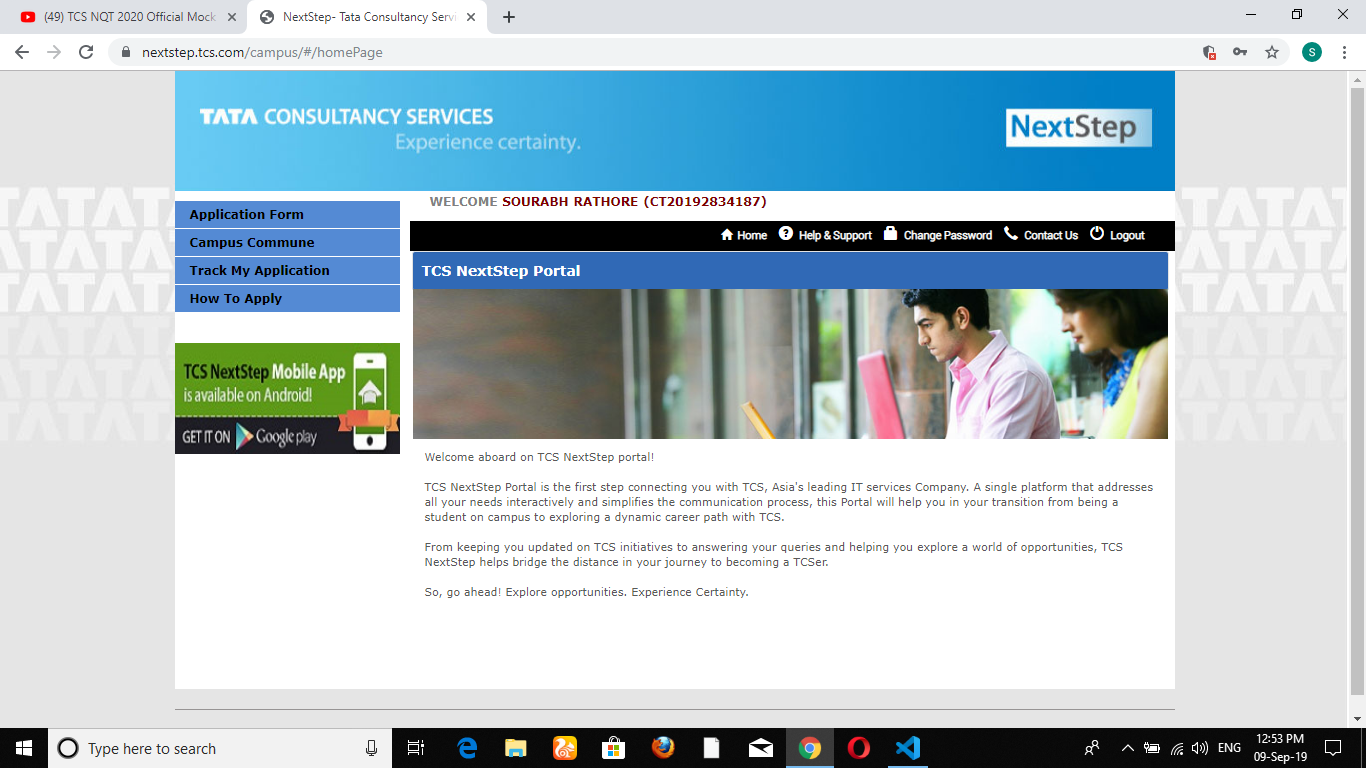 (49) TCS NQT 2020 Official Mock
NextStep- Tata Consultancy Servi
nextstep.tcs.com/campus/#/homePage
S
TATA CONSULTANCY SERVICES
Experience certainty.
NextStep
WELCOME SOURABH RATHORE (CT20192834187)
Home Help & Support Change Password Contact Us Logout
Application Form
Campus Commune
Track My Application
How To Apply
TCS NextStep Mobile App
is available on Android!
GET IT ON Google play
TCS NextStep Portal
Welcome aboard on TCS NextStep portal!
TCS NextStep Portal is the first step connecting you with TCS, Asia's leading IT services Company. A single platform that addresses
all your needs interactively and simplifies the communication process, this Portal will help you in your transition from being a
student on campus to exploring a dynamic career path with TCS.
From keeping you updated on TCS initiatives to answering your queries and helping you explore a world of opportunities, TCS
NextStep helps bridge the distance in your journey to becoming a TCSer.
So, go ahead! Explore opportunities. Experience Certainty.
Type here to search
ENG
12:53 PM
09-Sep-19